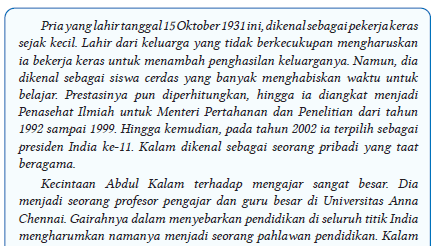 Pria yang lahir tanggal 15 Oktober 1931 ini, dikenal sebagai pekerja keras
sejak kecil. Lahir dari keluarga yang tidak berkecukupan mengharuskan
ia bekerja keras untuk menambah penghasilan keluarganya. Namun, dia
dikenal sebagai siswa cerdas yang banyak menghabiskan waktu untuk
belajar. Prestasinya pun diperhitungkan, hingga ia diangkat menjadi
Penasehat Ilmiah untuk Menteri Pertahanan dan Penelitian dari tahun
1992 sampai 1999. Hingga kemudian, pada tahun 2002 ia terpilih sebagai
presiden India ke-11. Kalam dikenal sebagai seorang pribadi yang taat
beragama.
Kecintaan Abdul Kalam terhadap mengajar sangat besar. Dia
menjadi seorang profesor pengajar dan guru besar di Universitas Anna
Chennai. Gairahnya dalam menyebarkan pendidikan di seluruh titik India
mengharumkan namanya menjadi seorang pahlawan pendidikan. Kalam